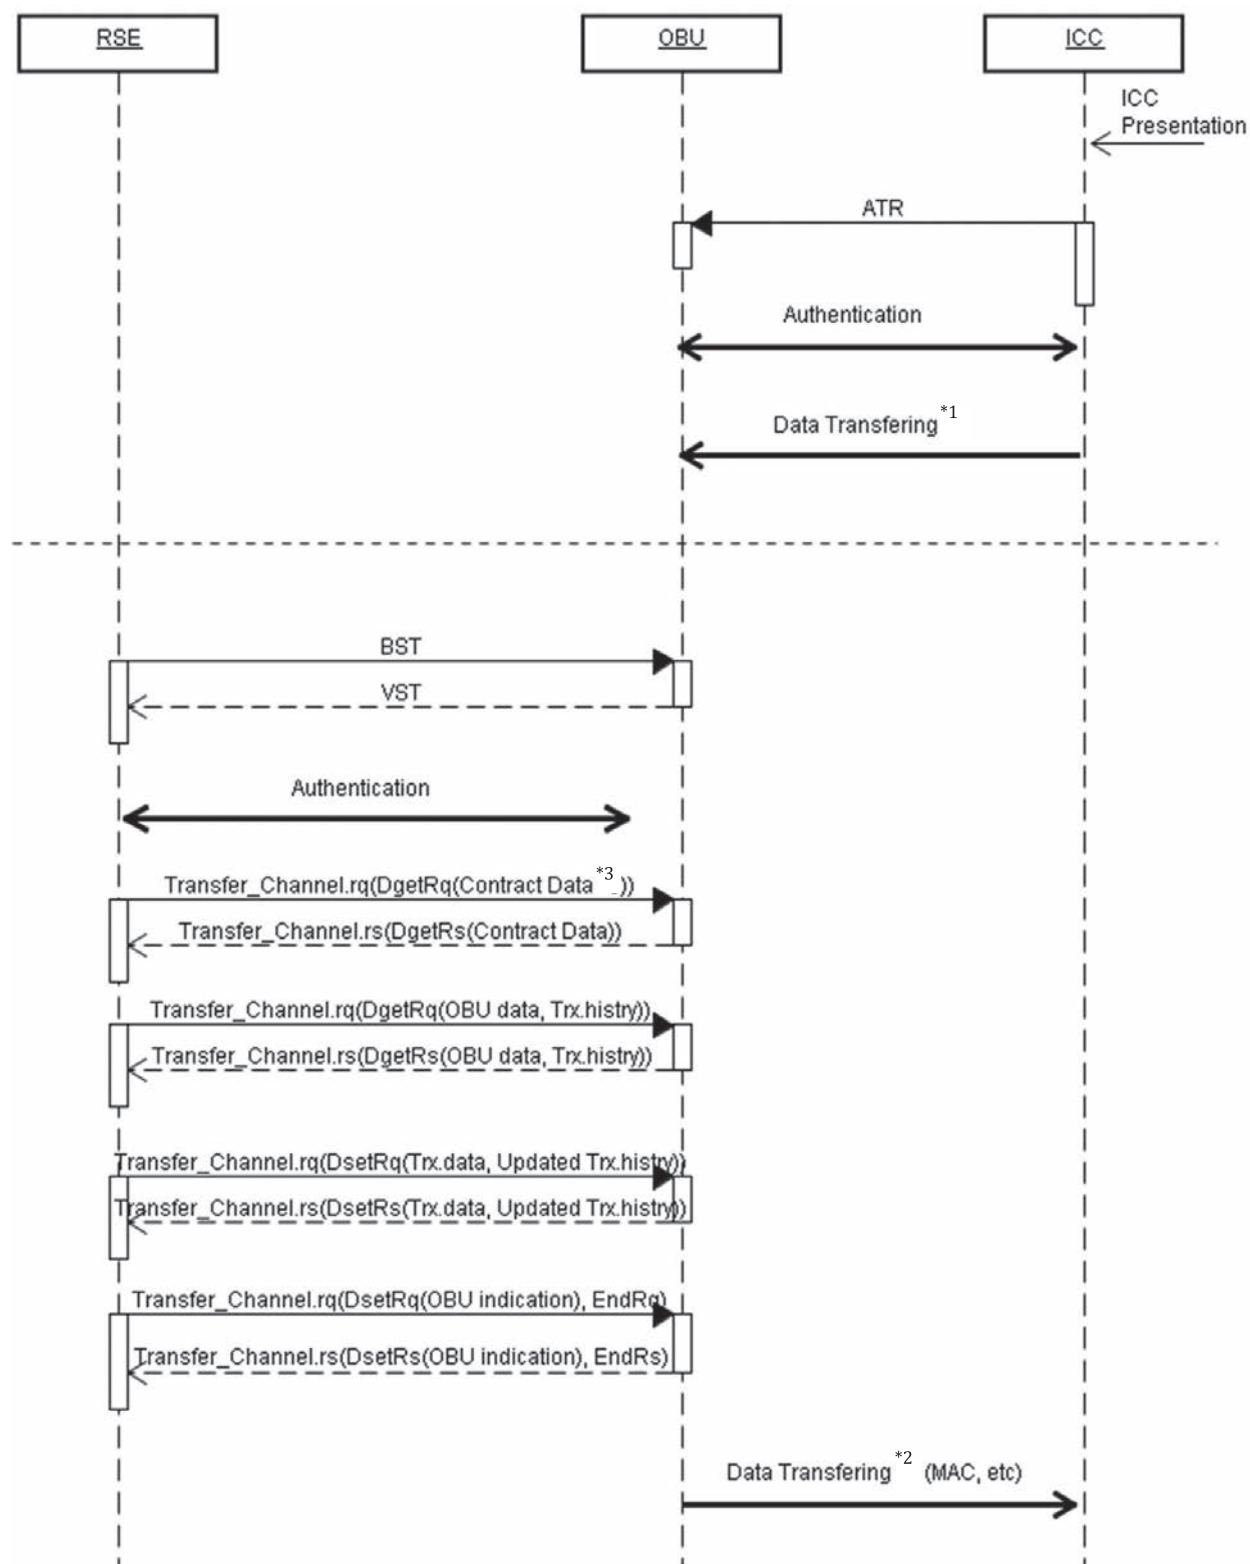 RSE
OBU
ICC
ICC
Presentation
ATR
Authentication
Data Transfering *1
BST
VST
Authentication
Transfer_Channel.rq(DgetRq(Contract Data *3 ))
Transfer_Channel.rs(DgetRs(Contract Data))
Transfer_Channel.rq(DgetRq(OBU data, Trx.histry))
Transfer_Channel.rs(DgetRs(OBU data, Trx.histry))
Transfer_Channel.rq(DsetRq(Trx.data, Updated Trx.histry))
Transfer_Channel.rs(DsetRs(Trx.data, Updated Trx.histry))
Transfer_Channel.rq(DsetRq(OBU indication), EndRq)
Transfer_Channel.rs(DsetRs(OBU indication), EndRs)
Data Transfering *2 (MAC, etc)